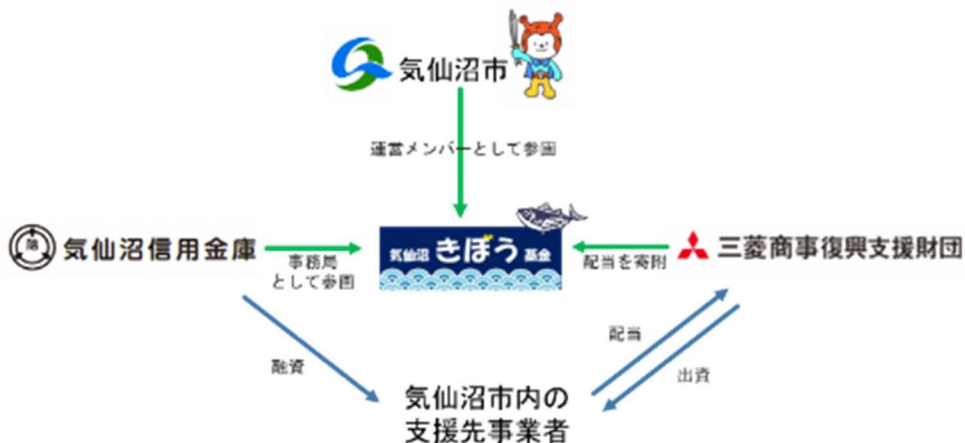 気仙沼市
運営メンバーとして参画
気仙沼信用金庫
事務局
として参画
気仙沼 きぼう 基金
配当を寄附
三菱商事復興支援財団
融資
配当
出資
気仙沼市内の
支援先事業者